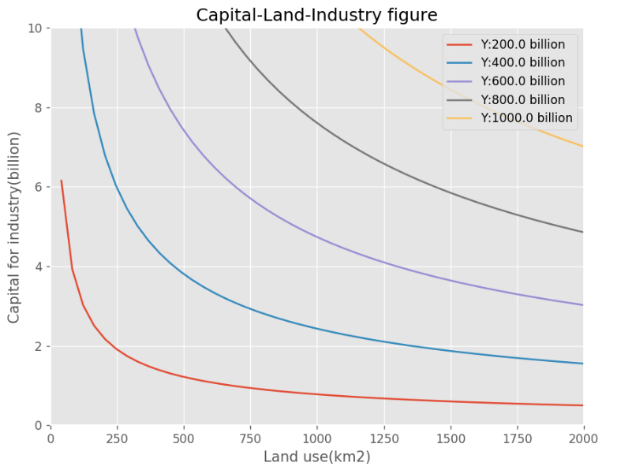 Capital-Land-Industry figure
Y:200.0 billion
Y:400.0 billion
Y:600.0 billion
Y:800.0 billion
Y:1000.0 billion
Capital for industry(billion)
10
8
6
4
2
0
0 250 500 750 1000 1250 1500 1750 2000
Land use(km2)